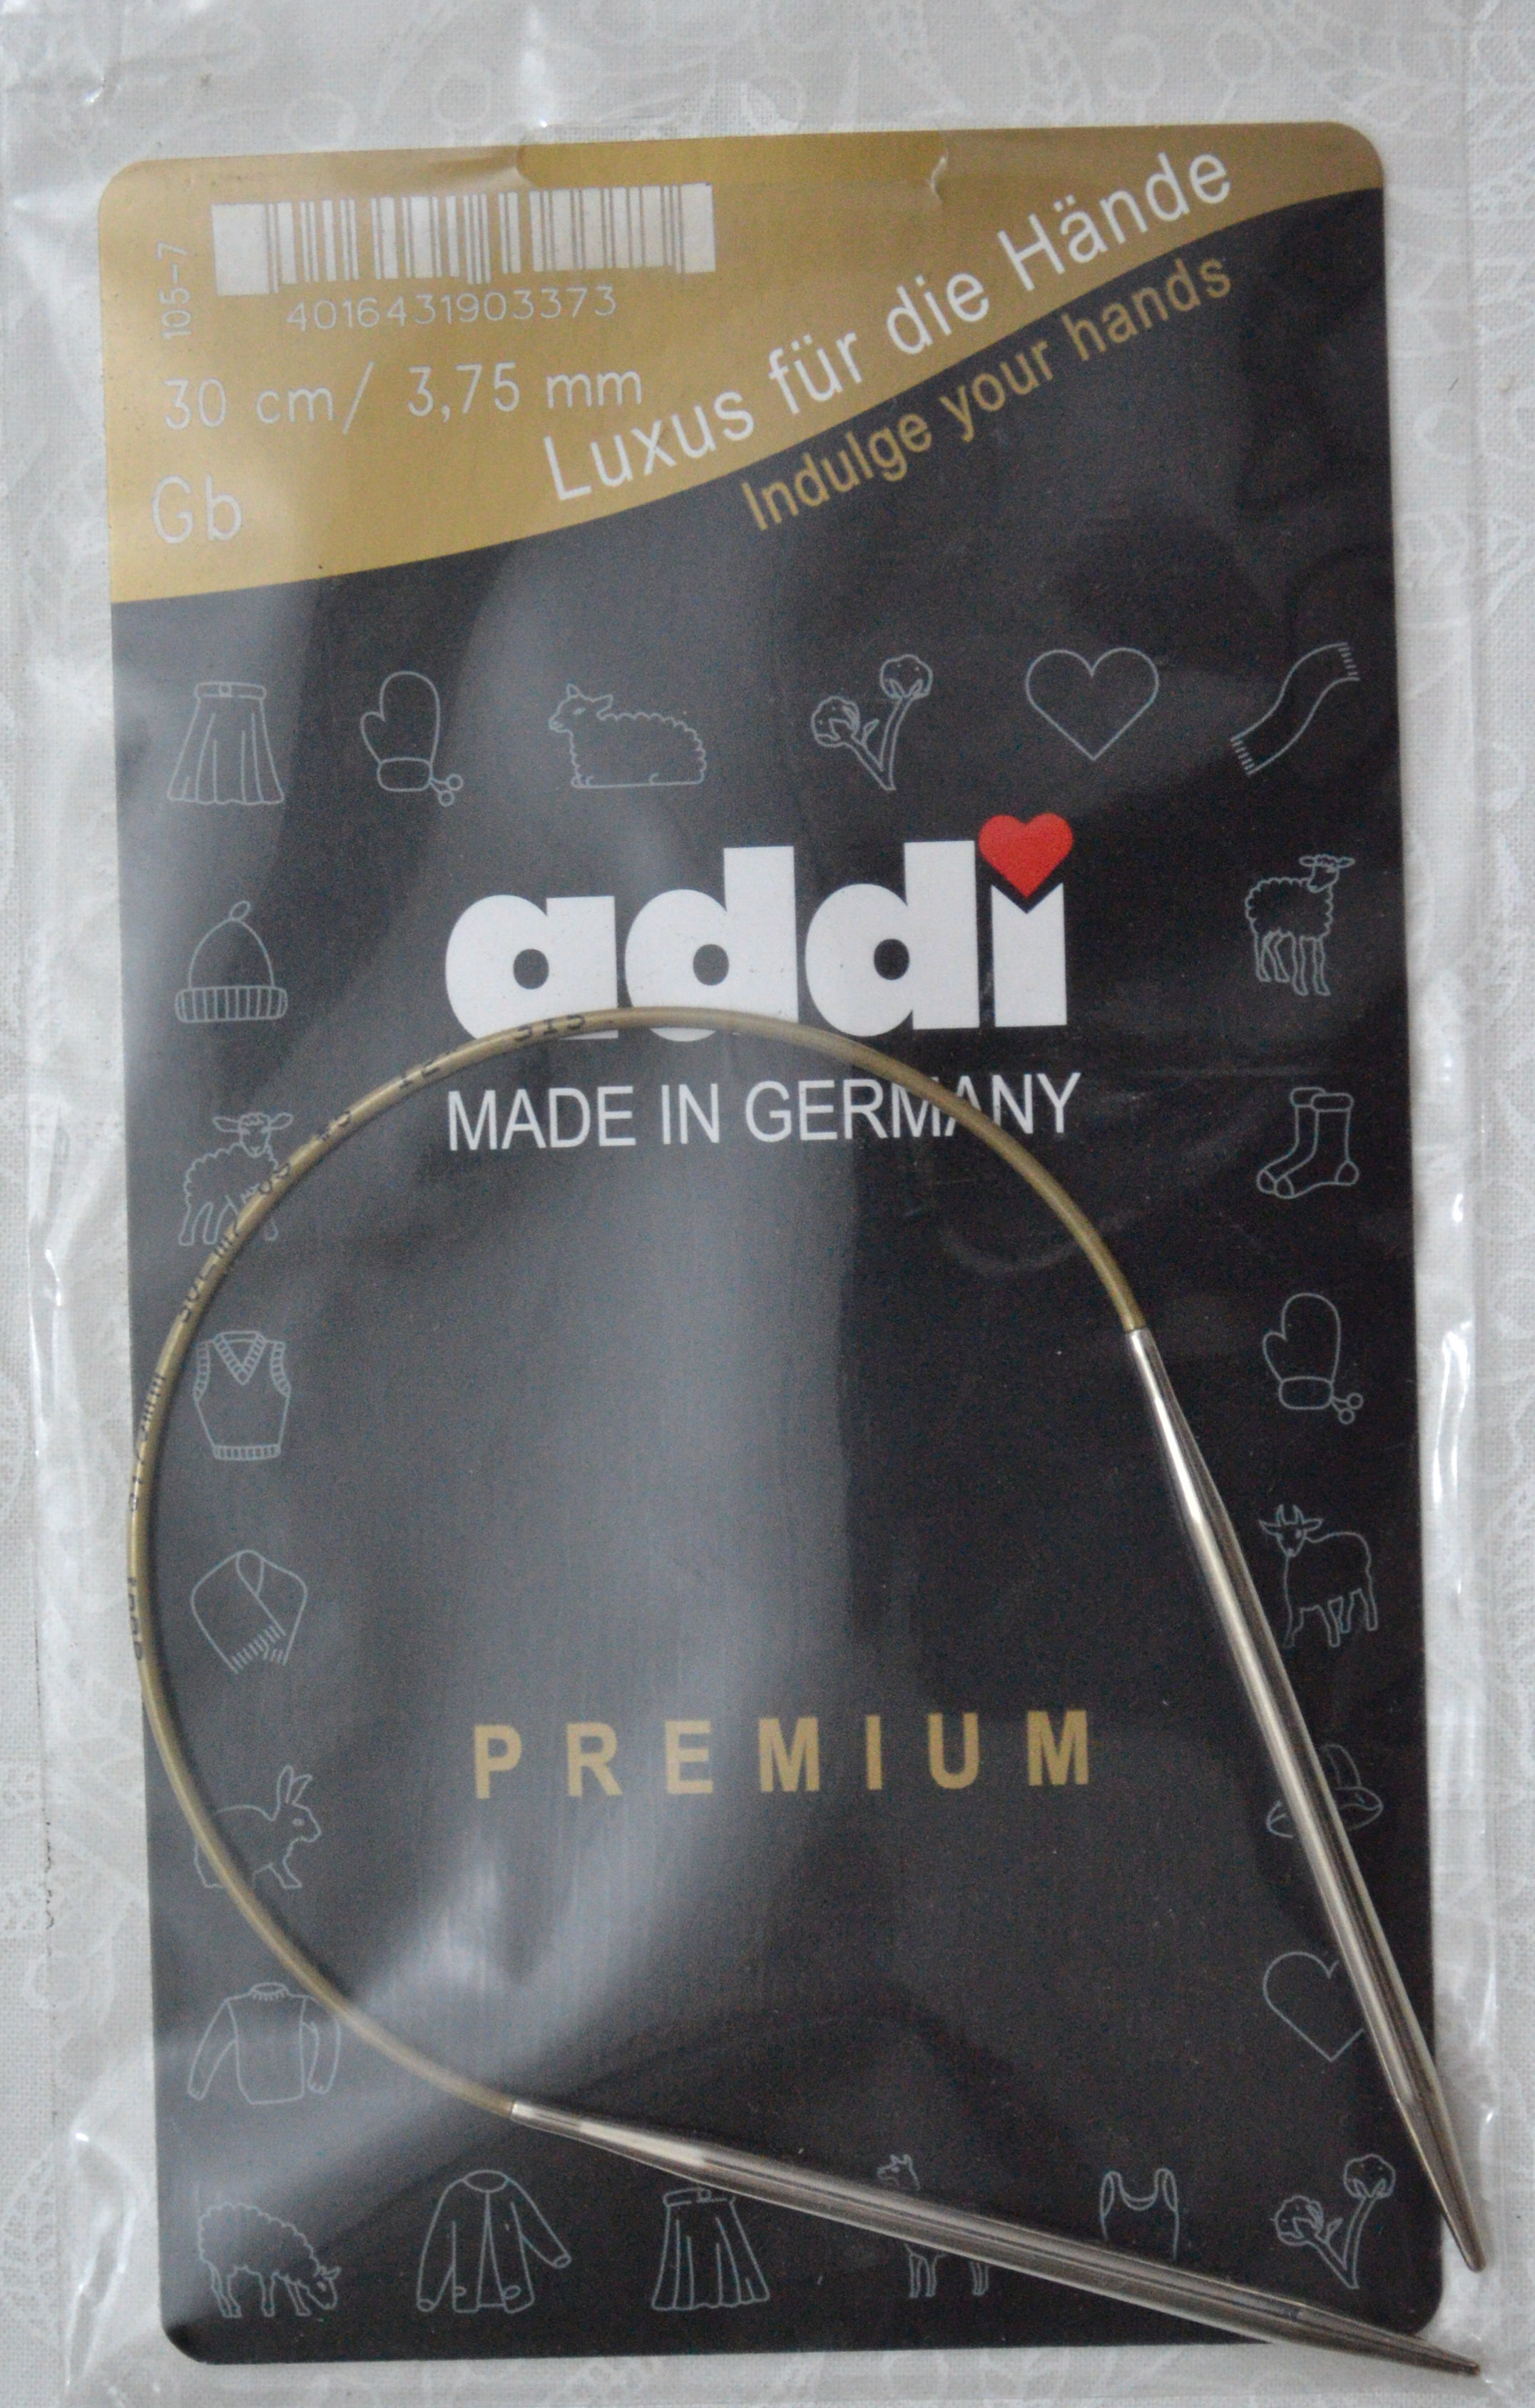 105-7
4016431903373
30 cm/ 3,75 mm
Gb
Luxus für die Hände
Indulge your hands
addi
MADE IN GERMANY
PREMIUM